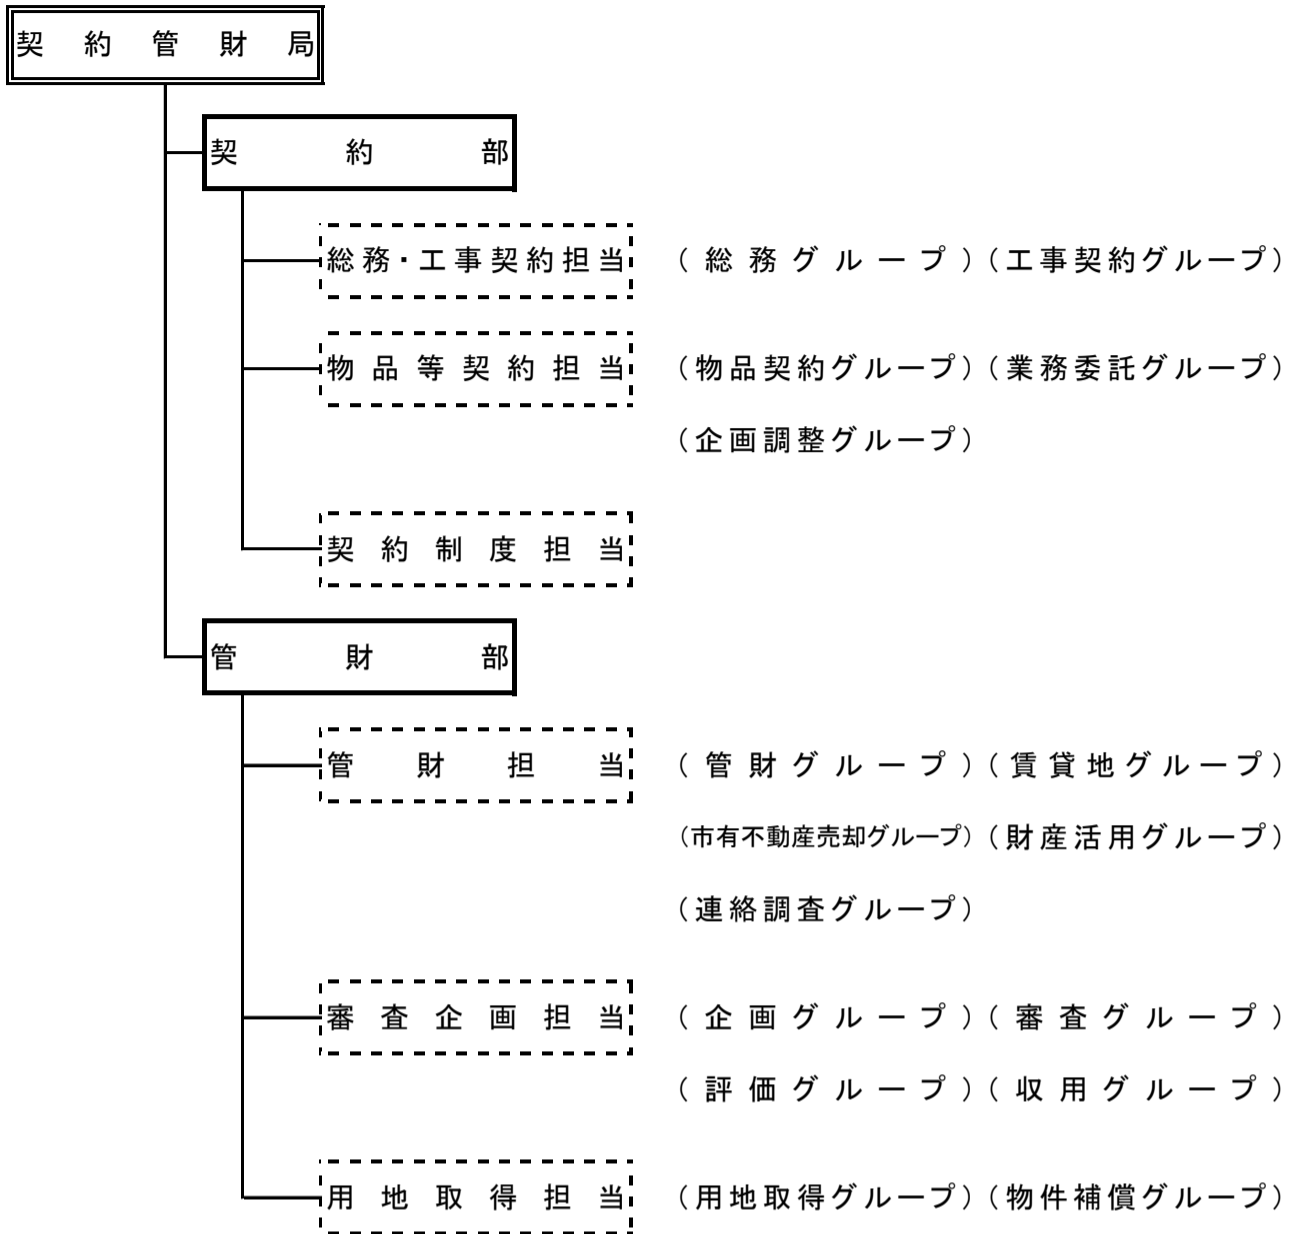 契約管財局
契約部
総務・工事契約担当 (総務グループ)(工事契約グループ)
物品等契約担当 (物品契約グループ)(業務委託グループ)
(企画調整グループ)
契約制度担当
管財部
管財担当 (管財グループ)(賃貸地グループ)
(市有不動産売却グループ)(財産活用グループ)
(連絡調査グループ)
審査企画担当 (企画グループ)(審査グループ)
(評価グループ)(収用グループ)
用地取得担当 (用地取得グループ)(物件補償グループ)